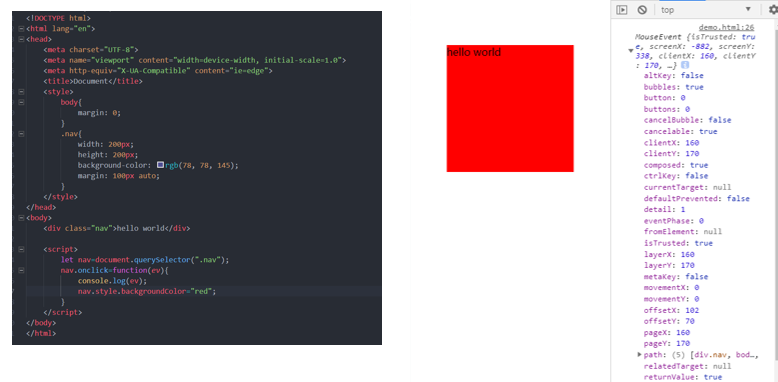 <!DOCTYPE html>
<html lang="en">
<head>
<meta charset="UTF-8">
<meta name="viewport" content="width=device-width, initial-scale=1.0">
<meta http-equiv="X-UA-Compatible" content="ie=edge">
<title>Document</title>
<style>
body{
margin: 0;
}
.nav{
width: 200px;
height: 200px;
background-color: rgb(78, 78, 145);
margin: 100px auto;
}
</style>
</head>
<body>
<div class="nav">hello world</div>
<script>
let nav=document.querySelector(".nav");
nav.onclick=function(ev){
console.log(ev);
nav.style.backgroundColor="red";
}
</script>
</body>
</html>
hello world
top
demo.html:26
MouseEvent {isTrusted: tru
e, screenX: -882, screenY:
338, clientX: 160, clientY
: 170, …}
altKey: false
bubbles: true
button: 0
buttons: 0
cancelBubble: false
cancelable: true
clientX: 160
clientY: 170
composed: true
ctrlKey: false
currentTarget: null
defaultPrevented: false
detail: 1
eventPhase: 0
fromElement: null
isTrusted: true
layerX: 160
layerY: 170
metaKey: false
movementX: 0
movementY: 0
offsetX: 102
offsetY: 70
pageX: 160
pageY: 170
path: (5) [div.nav, bod…,
relatedTarget: null
returnValue: true